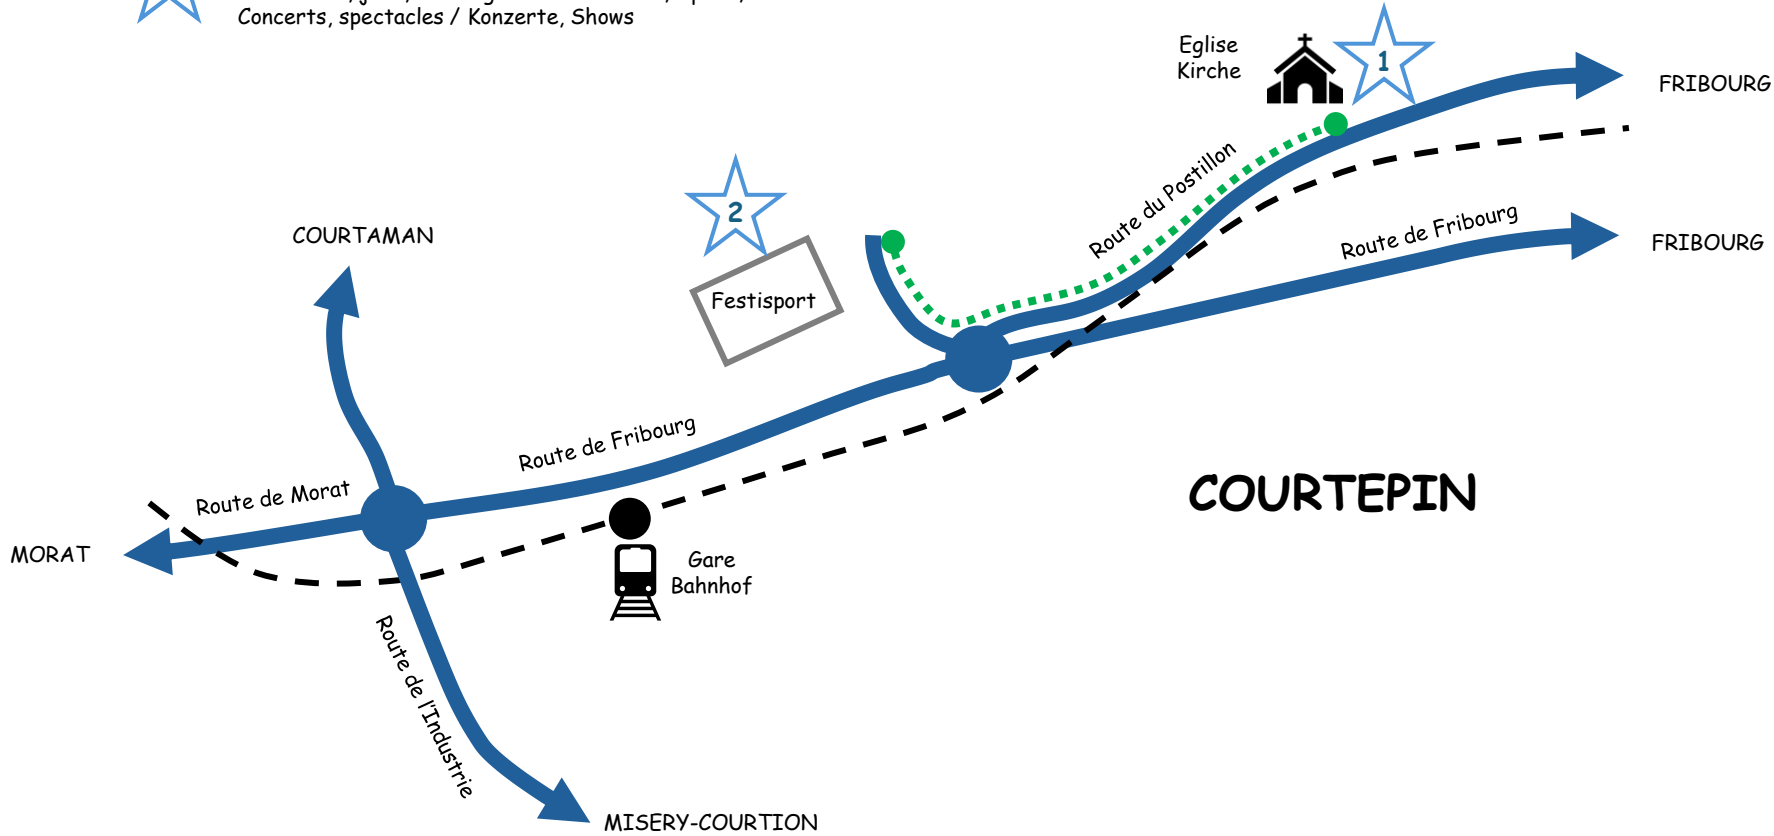 Concerts, spectacles / Konzerte, Shows
Eglise
Kirche
1
FRIBOURG
Route du Postillon
2
Route de Fribourg
FRIBOURG
COURTAMAN
Festisport
Route de Fribourg
Route de Morat
COURTEPIN
MORAT
Gare
Bahnhof
Route de l'Industrie
MISERY-COURTION